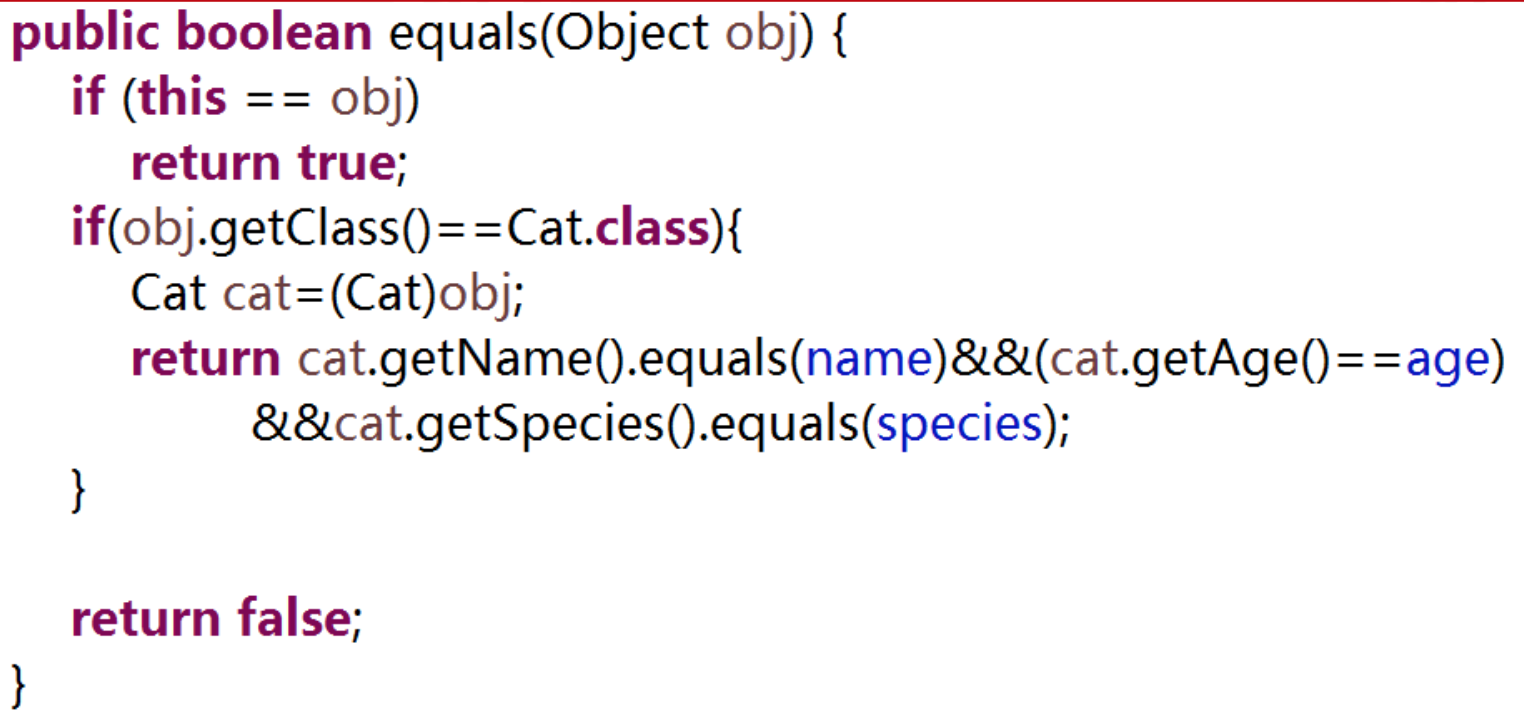 public boolean equals(Object obj) {
if (this == obj)
return true;
if(obj.getClass()==Cat.class){
Cat cat=(Cat)obj;
return cat.getName().equals(name)&&(cat.getAge()==age)
&&cat.getSpecies().equals(species);
}
return false;
}